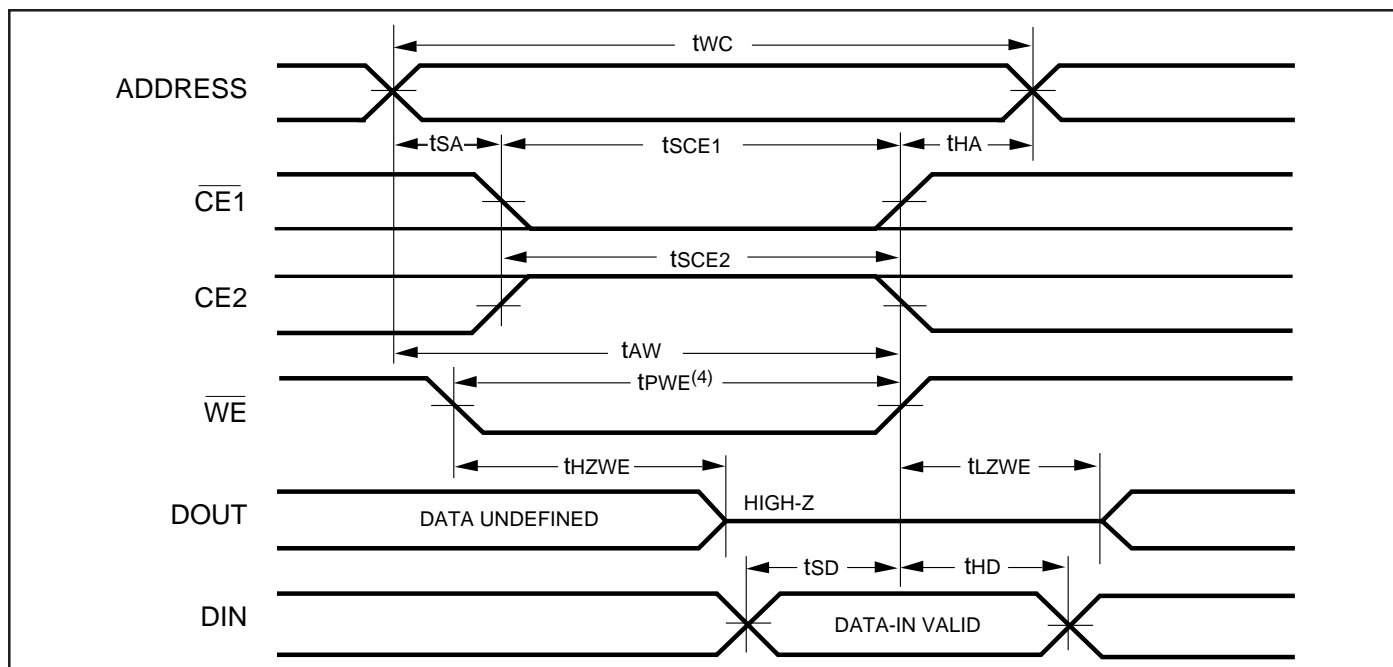 tWC
ADDRESS
tSA
tSCE1
tHA
CE1
tSCE2
CE2
tAW
tPWE(4)
WE
tHZWE
tLZWE
DOUT
DATA UNDEFINED
HIGH-Z
tSD
tHD
DIN
DATA-IN VALID